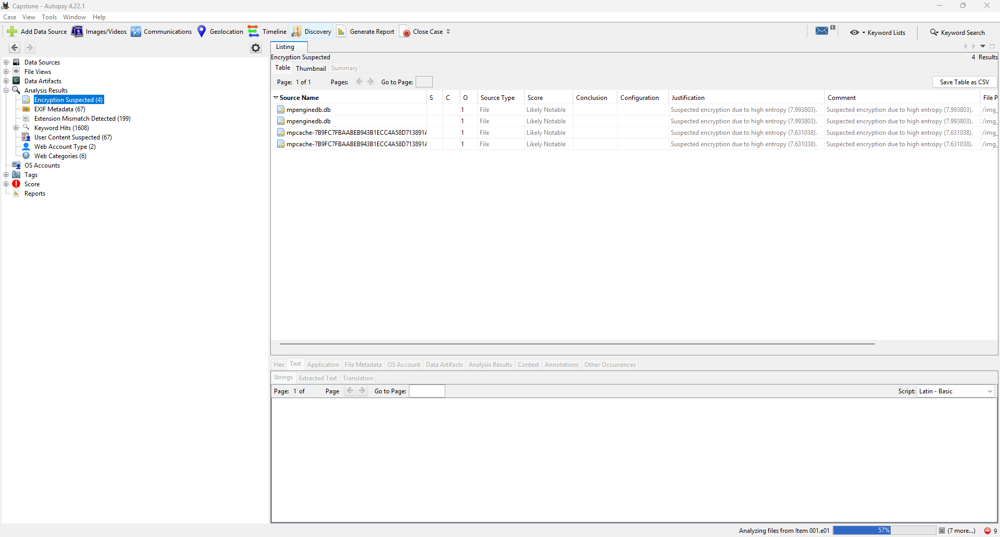 Capstone - Autopsy 4.22.1
Case View Tools Window Help
Add Data Source Images/Videos Communications Geolocation Timeline Discovery Generate Report Close Case 1 Keyword Lists Keyword Search
Listing
Encryption Suspected 4 Results
Table Thumbnail Summary
Page: 1 of 1 Pages: Go to Page: Save Table as CSV
Source Name S C O Source Type Score Conclusion Configuration Justification Comment File P
mpenginedb.db 1 File Likely Notable Suspected encryption due to high entropy (7.993803). Suspected encryption due to high entropy (7.993803). /img_
mpenginedb.db 1 File Likely Notable Suspected encryption due to high entropy (7.993803). Suspected encryption due to high entropy (7.993803). /img_
mpcache-7B9FC7FBAABEB943B1ECC4A58D713891A 1 File Likely Notable Suspected encryption due to high entropy (7.631038). Suspected encryption due to high entropy (7.631038). /img_
mpcache-7B9FC7FBAABEB943B1ECC4A58D713891A 1 File Likely Notable Suspected encryption due to high entropy (7.631038). Suspected encryption due to high entropy (7.631038). /img_
Data Sources
File Views
Data Artifacts
Analysis Results
Encryption Suspected (4)
EXIF Metadata (67)
Extension Mismatch Detected (199)
Keyword Hits (1608)
User Content Suspected (67)
Web Account Type (2)
Web Categories (6)
OS Accounts
Tags
Score
Reports
Hex Text Application File Metadata OS Account Data Artifacts Analysis Results Context Annotations Other Occurrences
Strings Extracted Text Translation
Page: 1 of Page Go to Page: Script: Latin - Basic
Analyzing files from Item 001.e01 57% (7 more...) 9